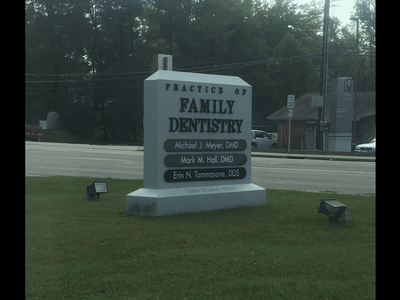 PRACTICE OF
FAMILY
DENTISTRY
Michael J. Meyer, DMD
Mark M. Hall, DMD
Erin N. Tommasone, DDS